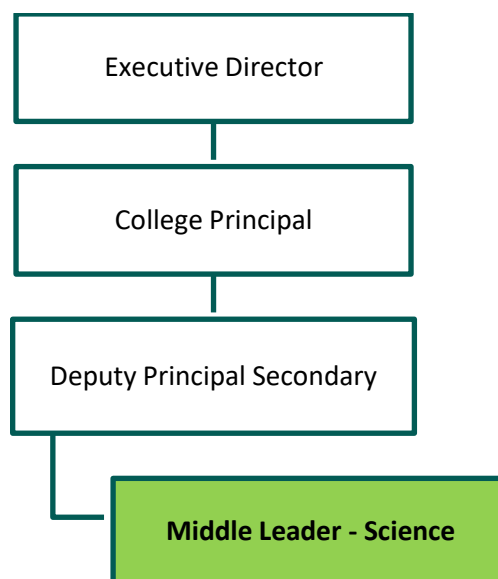 Executive Director
College Principal
Deputy Principal Secondary
Middle Leader - Science